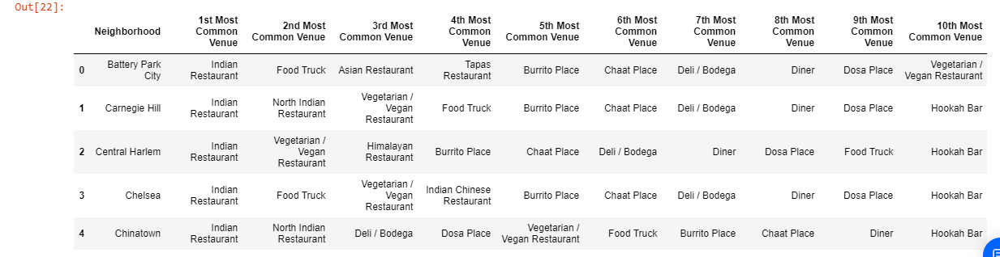 Out[22]:
Neighborhood 1st Most Common Venue 2nd Most Common Venue 3rd Most Common Venue 4th Most Common Venue 5th Most Common Venue 6th Most Common Venue 7th Most Common Venue 8th Most Common Venue 9th Most Common Venue 10th Most Common Venue
0 Battery Park City Indian Restaurant Food Truck Asian Restaurant Tapas Restaurant Burrito Place Chaat Place Deli / Bodega Diner Dosa Place Vegetarian / Vegan Restaurant
1 Carnegie Hill Indian Restaurant North Indian Restaurant Vegetarian / Vegan Restaurant Food Truck Burrito Place Chaat Place Deli / Bodega Diner Dosa Place Hookah Bar
2 Central Harlem Indian Restaurant Vegetarian / Vegan Restaurant Himalayan Restaurant Burrito Place Chaat Place Deli / Bodega Diner Dosa Place Food Truck Hookah Bar
3 Chelsea Indian Restaurant Food Truck Vegetarian / Vegan Restaurant Indian Chinese Restaurant Burrito Place Chaat Place Deli / Bodega Diner Dosa Place Hookah Bar
4 Chinatown Indian Restaurant North Indian Restaurant Deli / Bodega Dosa Place Vegetarian / Vegan Restaurant Food Truck Burrito Place Chaat Place Diner Hookah Bar